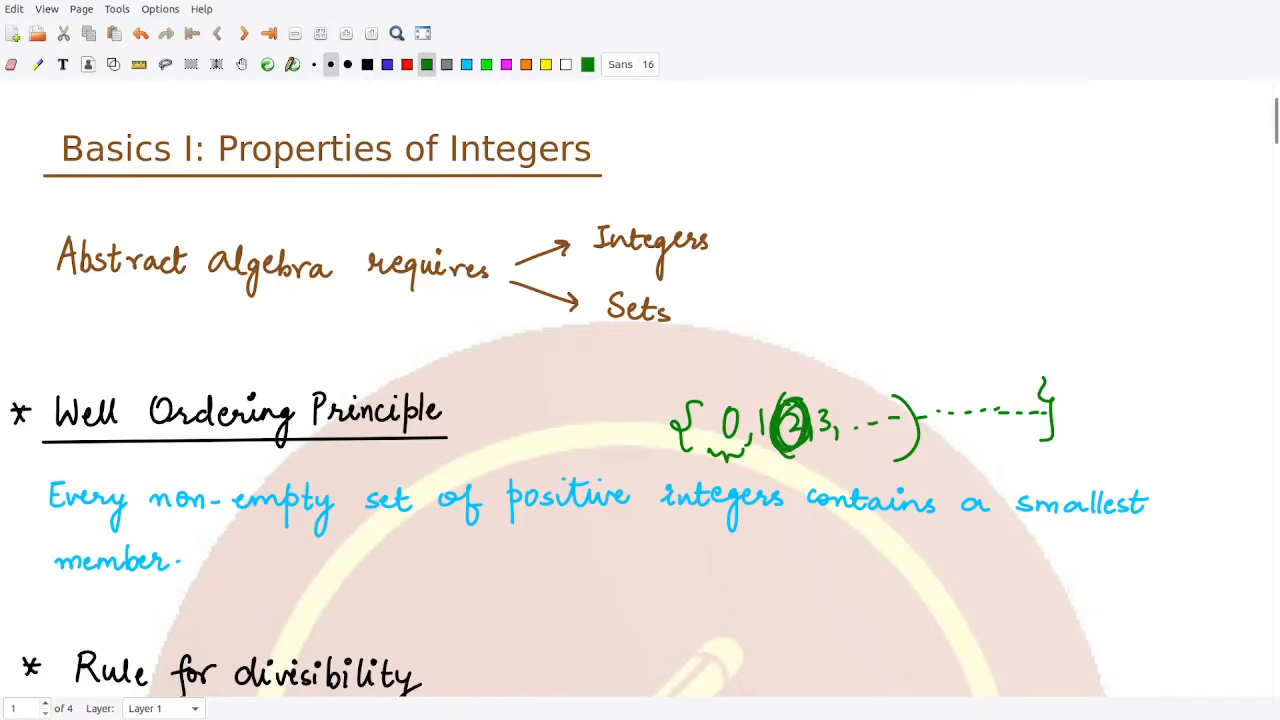 Edit View Page Tools Options Help
Sans 16
Basics I: Properties of Integers
Abstract algebra requires
Integers
Sets
* Well Ordering Principle
{ 0, 1, (2, 3, ... ) ........ }
Every non-empty set of positive integers contains a smallest
member.
* Rule for divisibility
1 of 4 Layer: Layer 1